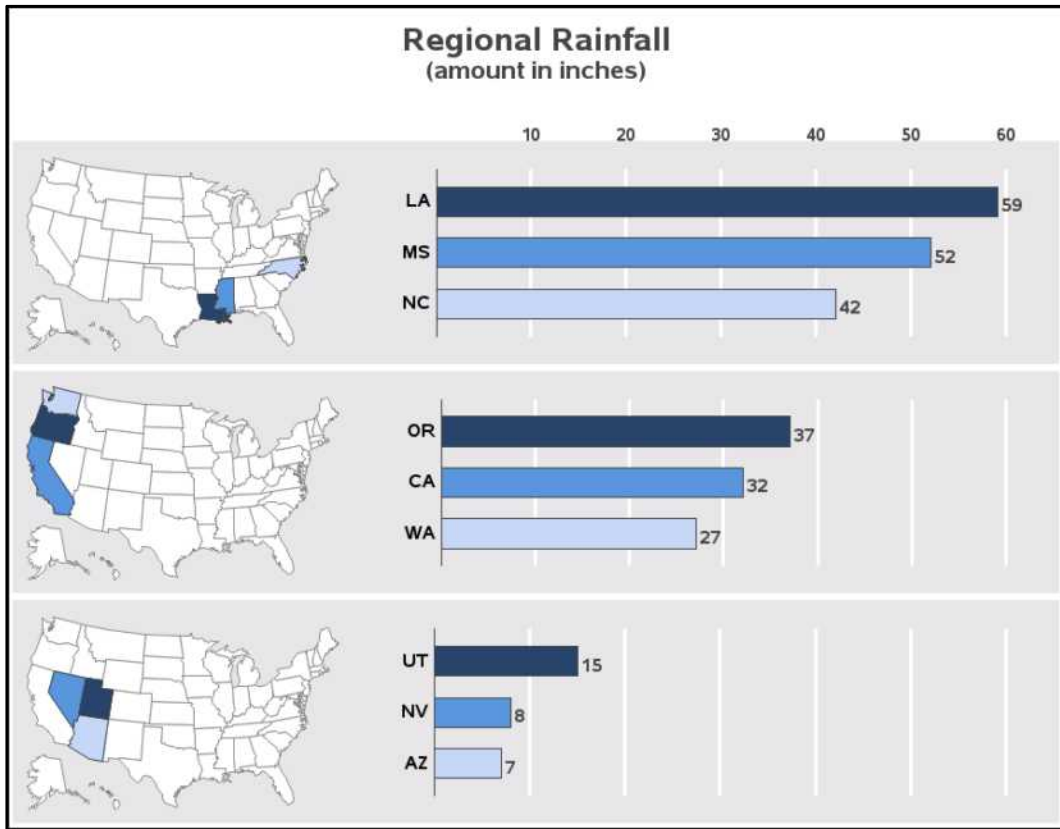 Regional Rainfall
(amount in inches)
10 20 30 40 50 60
LA 59
MS 52
NC 42
OR 37
CA 32
WA 27
UT 15
NV 8
AZ 7